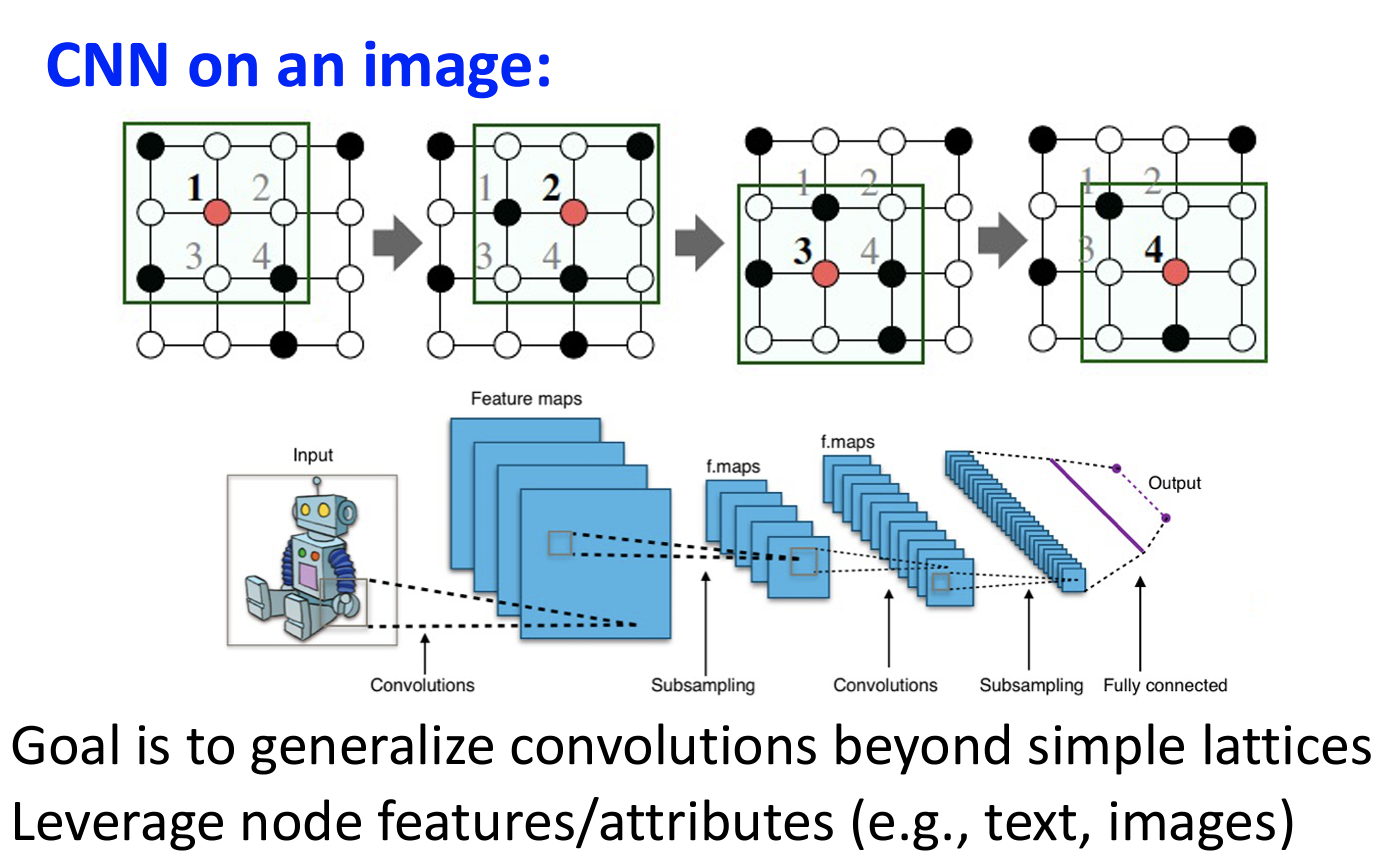 CNN on an image:
1 2
3 4
1 2
3 4
1 2
3 4
1 2
3 4
Feature maps
Input
f.maps
f.maps
Output
Convolutions
Subsampling
Convolutions
Subsampling
Fully connected
Goal is to generalize convolutions beyond simple lattices
Leverage node features/attributes (e.g., text, images)